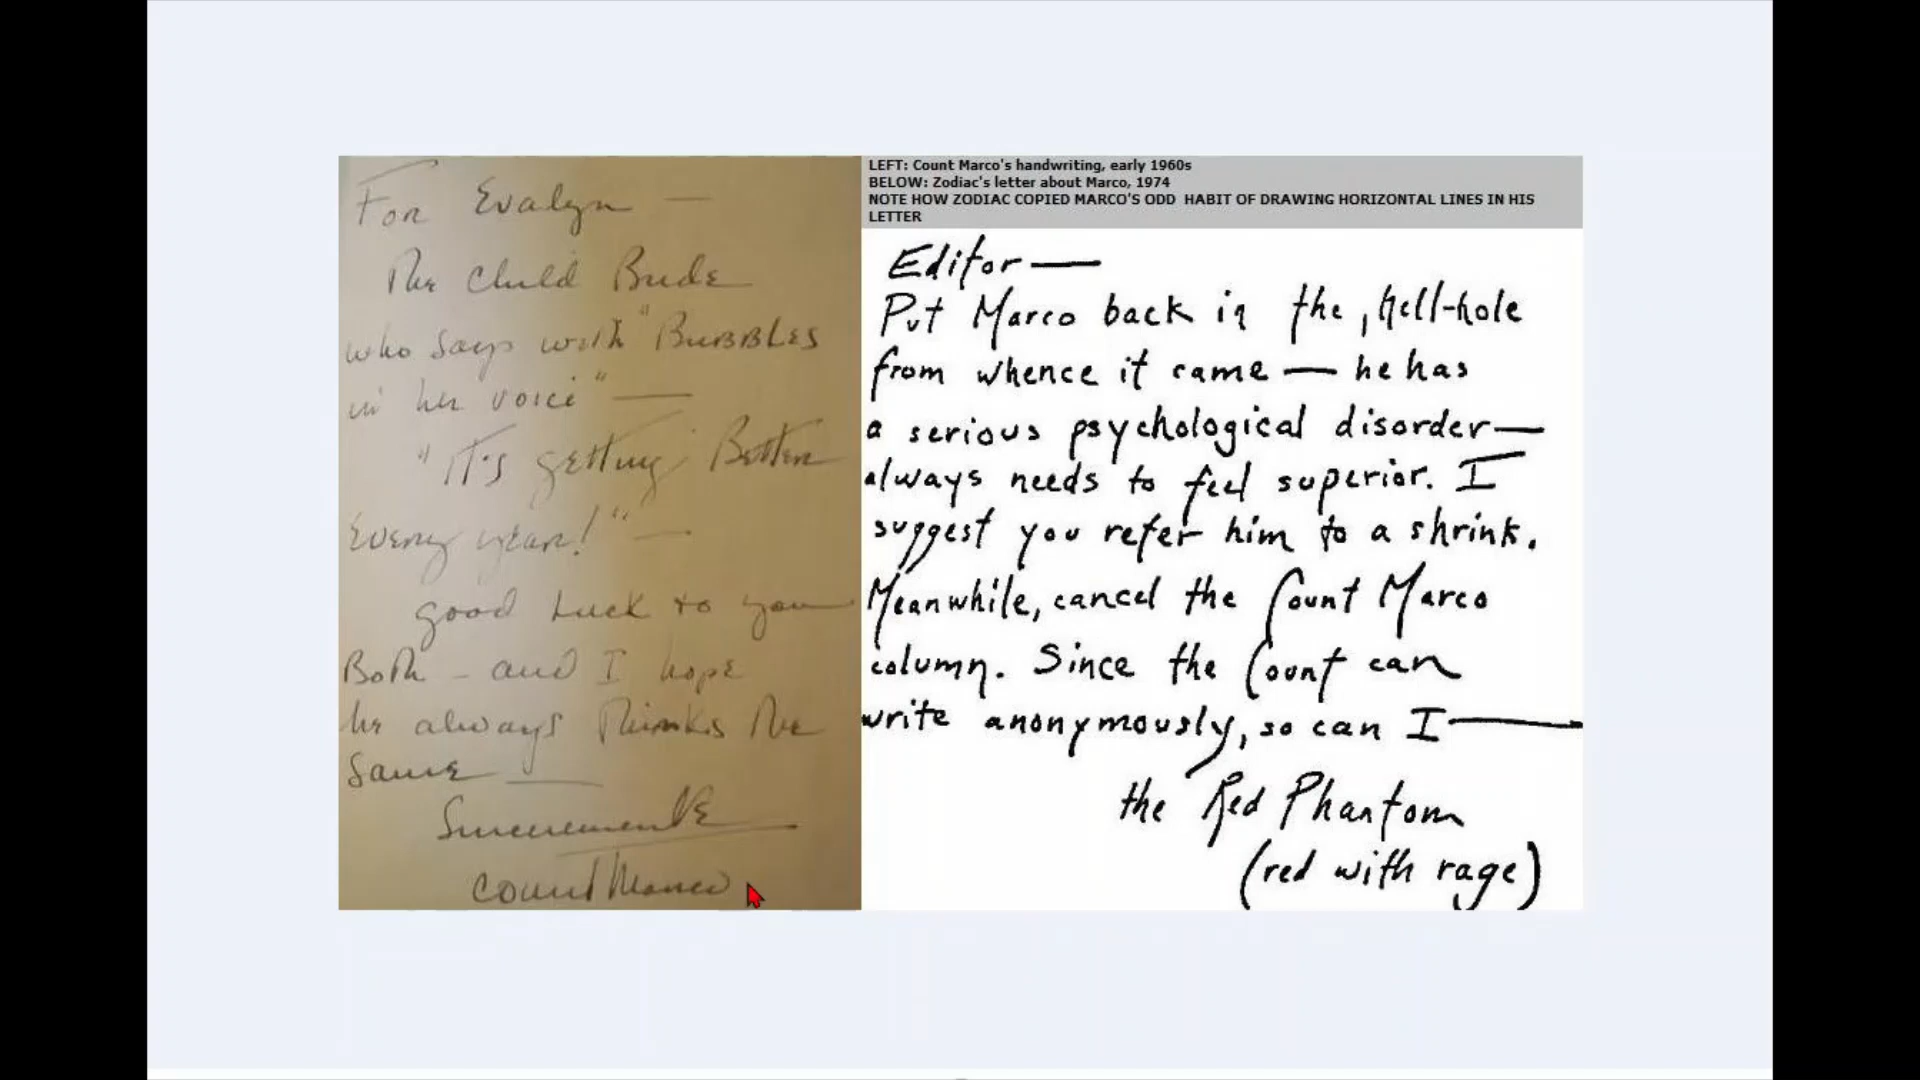 For Evalyn —
The Child Bride
who says with "BUBBLES
in her voice" —
"It's getting Better
Every year!" —
good Luck to you
Both - and I hope
he always Thinks The
Same —
Sincerement
Count Marco
LEFT: Count Marco's handwriting, early 1960s
BELOW: Zodiac's letter about Marco, 1974
NOTE HOW ZODIAC COPIED MARCO'S ODD HABIT OF DRAWING HORIZONTAL LINES IN HIS
LETTER
Editor —
Put Marco back in the, hell-hole
from whence it came — he has
a serious psychological disorder —
always needs to feel superior. I
suggest you refer him to a shrink.
Meanwhile, cancel the Count Marco
column. Since the Count can
write anonymously, so can I —
the Red Phantom
(red with rage)